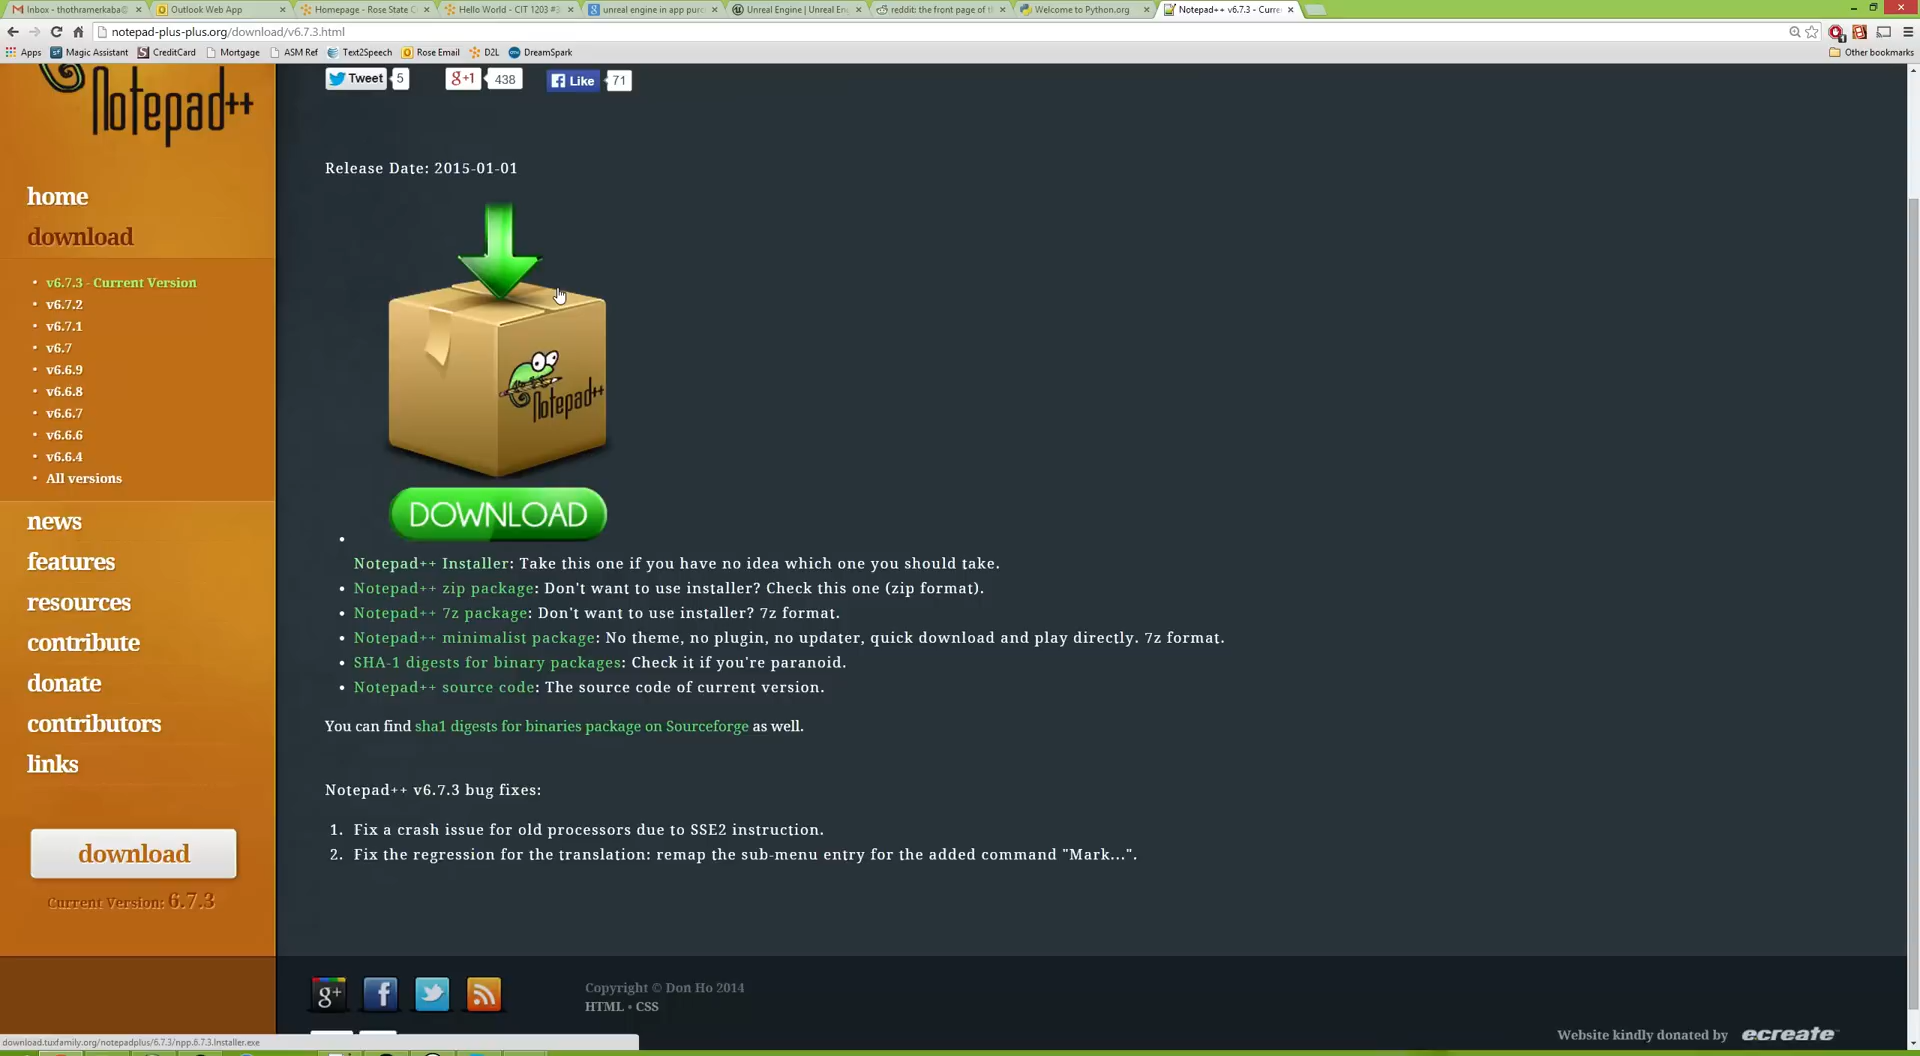 Inbox - thothramerkaba@
Outlook Web App
Homepage - Rose State C
Hello World - CIT 1203 #3
unreal engine in app purc
Unreal Engine | Unreal En
reddit: the front page of th
Welcome to Python.org
Notepad++ v6.7.3 - Curre
notepad-plus-plus.org/download/v6.7.3.html
Apps
Magic Assistant
CreditCard
Mortgage
ASM Ref
Text2Speech
Rose Email
D2L
DreamSpark
Other bookmarks
Notepad++
Tweet 5
g+1 438
Like 71
Release Date: 2015-01-01
home
download
• v6.7.3 - Current Version
• v6.7.2
• v6.7.1
• v6.7
• v6.6.9
• v6.6.8
• v6.6.7
• v6.6.6
• v6.6.4
• All versions
news
features
resources
contribute
donate
contributors
links
download
Current Version: 6.7.3
Notepad++
DOWNLOAD
Notepad++ Installer: Take this one if you have no idea which one you should take.
• Notepad++ zip package: Don't want to use installer? Check this one (zip format).
• Notepad++ 7z package: Don't want to use installer? 7z format.
• Notepad++ minimalist package: No theme, no plugin, no updater, quick download and play directly. 7z format.
• SHA-1 digests for binary packages: Check it if you're paranoid.
• Notepad++ source code: The source code of current version.
You can find sha1 digests for binaries package on Sourceforge as well.
Notepad++ v6.7.3 bug fixes:
1. Fix a crash issue for old processors due to SSE2 instruction.
2. Fix the regression for the translation: remap the sub-menu entry for the added command "Mark...".
g+
Copyright © Don Ho 2014
HTML • CSS
Website kindly donated by ecreate
download.tuxfamily.org/notepadplus/6.7.3/npp.6.7.3.Installer.exe